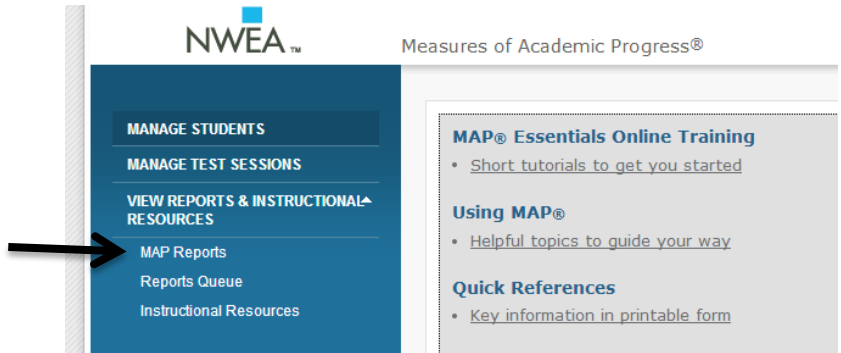 NWEA™
Measures of Academic Progress®
MANAGE STUDENTS
MANAGE TEST SESSIONS
VIEW REPORTS & INSTRUCTIONAL
RESOURCES
MAP Reports
Reports Queue
Instructional Resources
MAP® Essentials Online Training
• Short tutorials to get you started
Using MAP®
• Helpful topics to guide your way
Quick References
• Key information in printable form